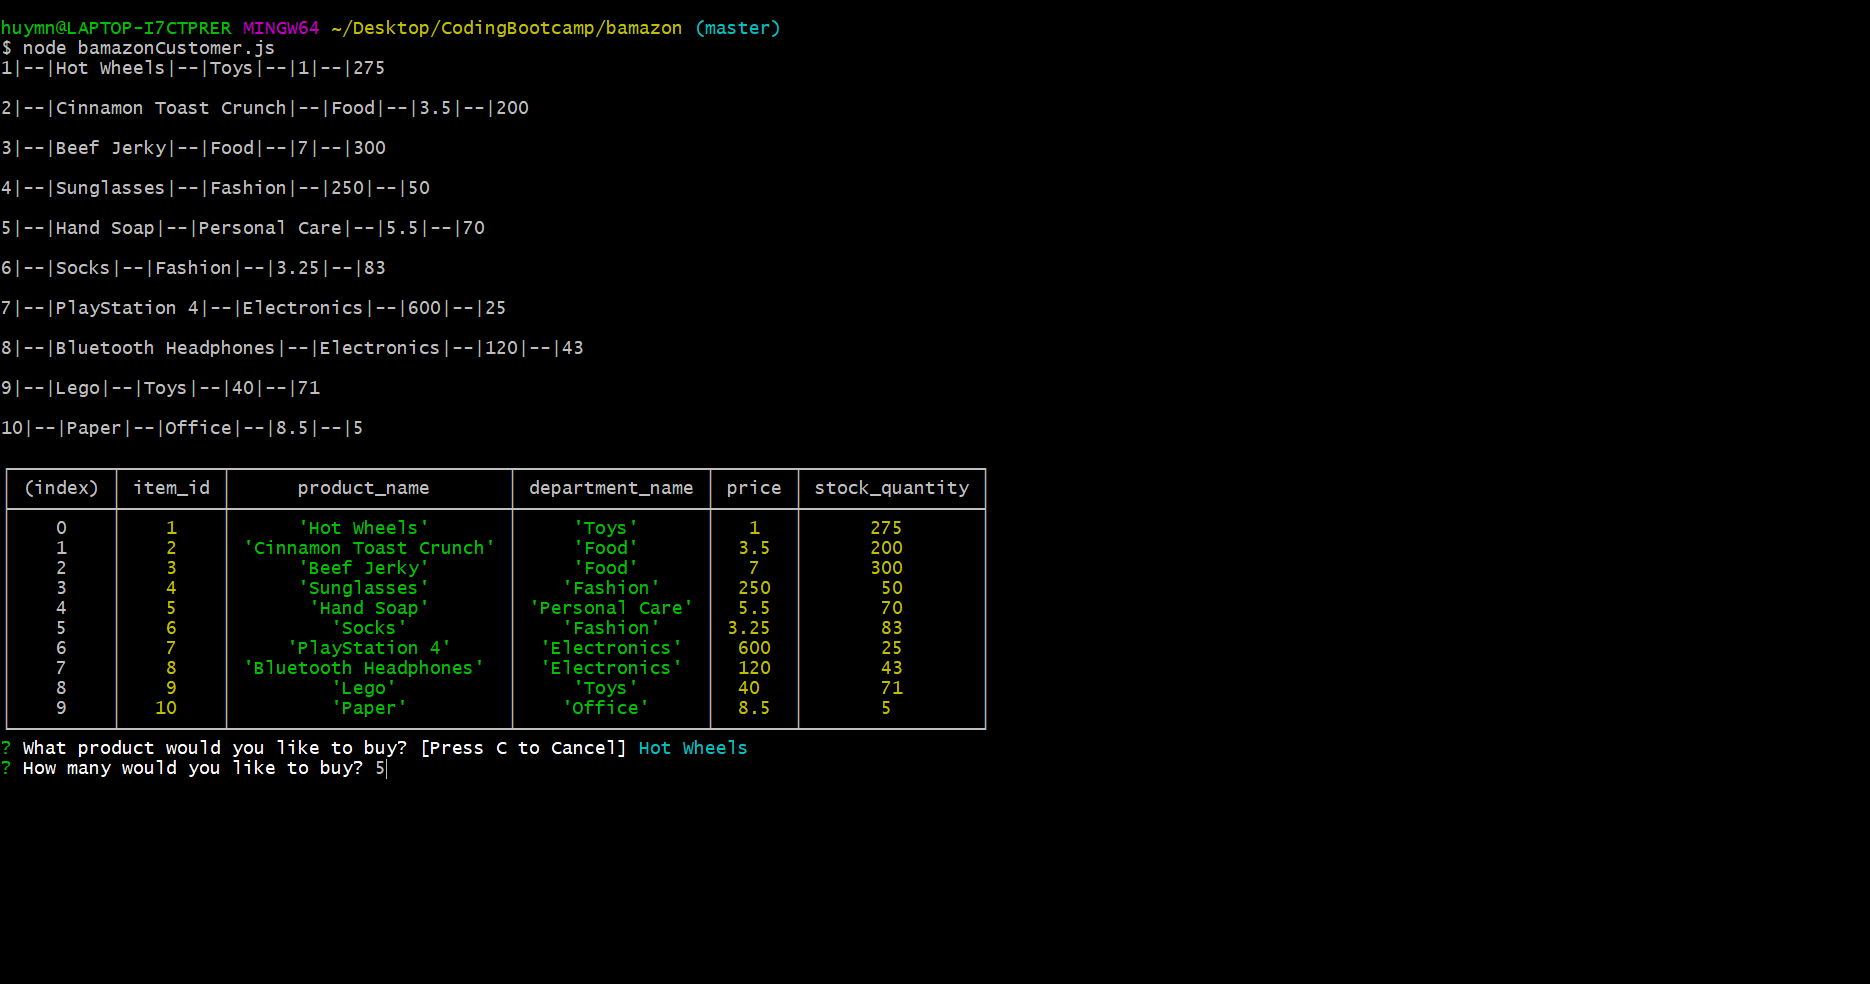 huymn@LAPTOP-I7CTPRER MINGW64 ~/Desktop/CodingBootcamp/bamazon (master)
$ node bamazonCustomer.js
1|--|Hot Wheels|--|Toys|--|1|--|275
2|--|Cinnamon Toast Crunch|--|Food|--|3.5|--|200
3|--|Beef Jerky|--|Food|--|7|--|300
4|--|Sunglasses|--|Fashion|--|250|--|50
5|--|Hand Soap|--|Personal Care|--|5.5|--|70
6|--|Socks|--|Fashion|--|3.25|--|83
7|--|PlayStation 4|--|Electronics|--|600|--|25
8|--|Bluetooth Headphones|--|Electronics|--|120|--|43
9|--|Lego|--|Toys|--|40|--|71
10|--|Paper|--|Office|--|8.5|--|5
(index) item_id product_name department_name price stock_quantity
0 1 'Hot Wheels' 'Toys' 1 275
1 2 'Cinnamon Toast Crunch' 'Food' 3.5 200
2 3 'Beef Jerky' 'Food' 7 300
3 4 'Sunglasses' 'Fashion' 250 50
4 5 'Hand Soap' 'Personal Care' 5.5 70
5 6 'Socks' 'Fashion' 3.25 83
6 7 'PlayStation 4' 'Electronics' 600 25
7 8 'Bluetooth Headphones' 'Electronics' 120 43
8 9 'Lego' 'Toys' 40 71
9 10 'Paper' 'Office' 8.5 5
? What product would you like to buy? [Press C to Cancel] Hot Wheels
? How many would you like to buy? 5